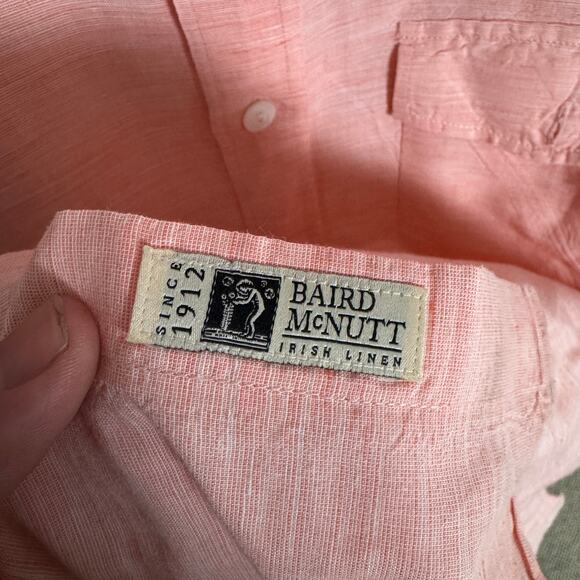 SINCE
1912
BAIRD
McNUTT
IRISH LINEN